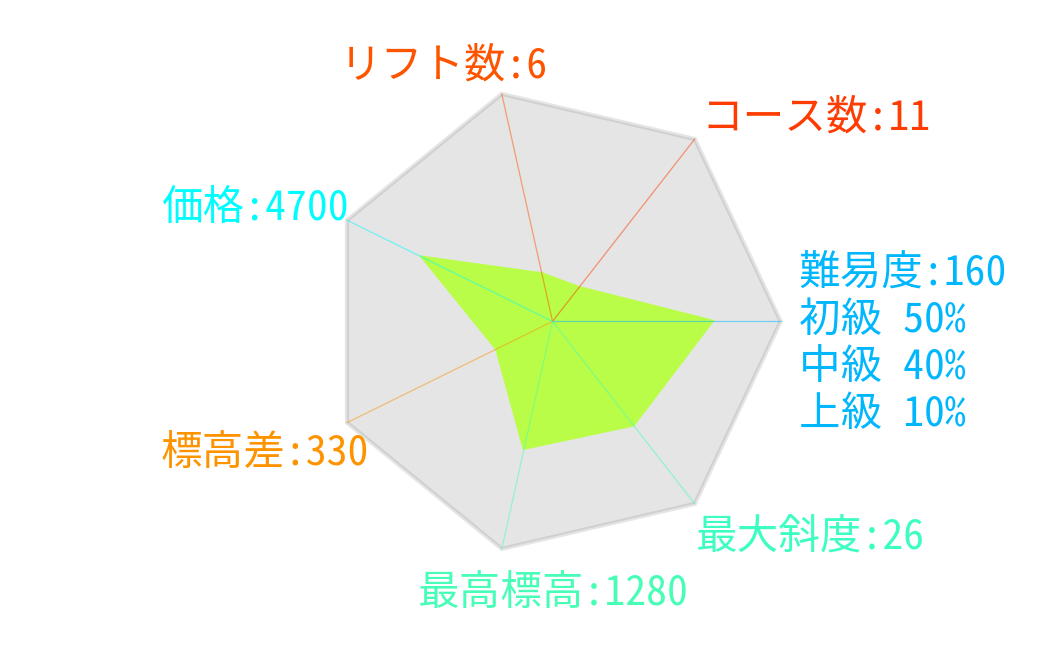 リフト数:6
コース数:11
価格:4700
難易度:160
初級 50%
中級 40%
上級 10%
標高差:330
最大斜度:26
最高標高:1280